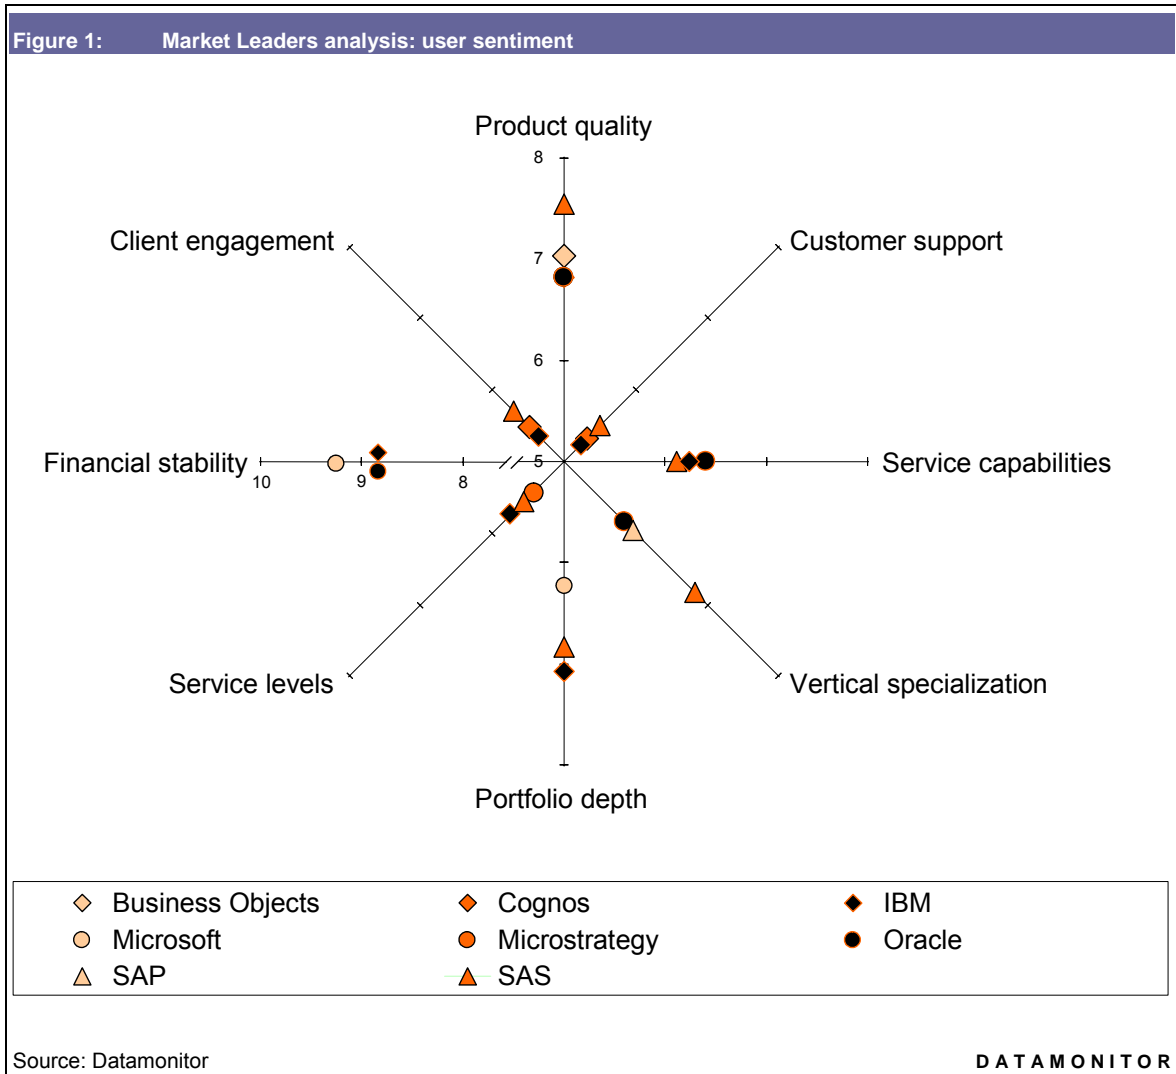 Figure 1: Market Leaders analysis: user sentiment
Product quality
8
Client engagement
Customer support
7
6
Financial stability
5
Service capabilities
10
9
8
Service levels
Vertical specialization
Portfolio depth
Business Objects
Cognos
IBM
Microsoft
Microstrategy
Oracle
SAP
SAS
Source: Datamonitor
DATAMONITOR